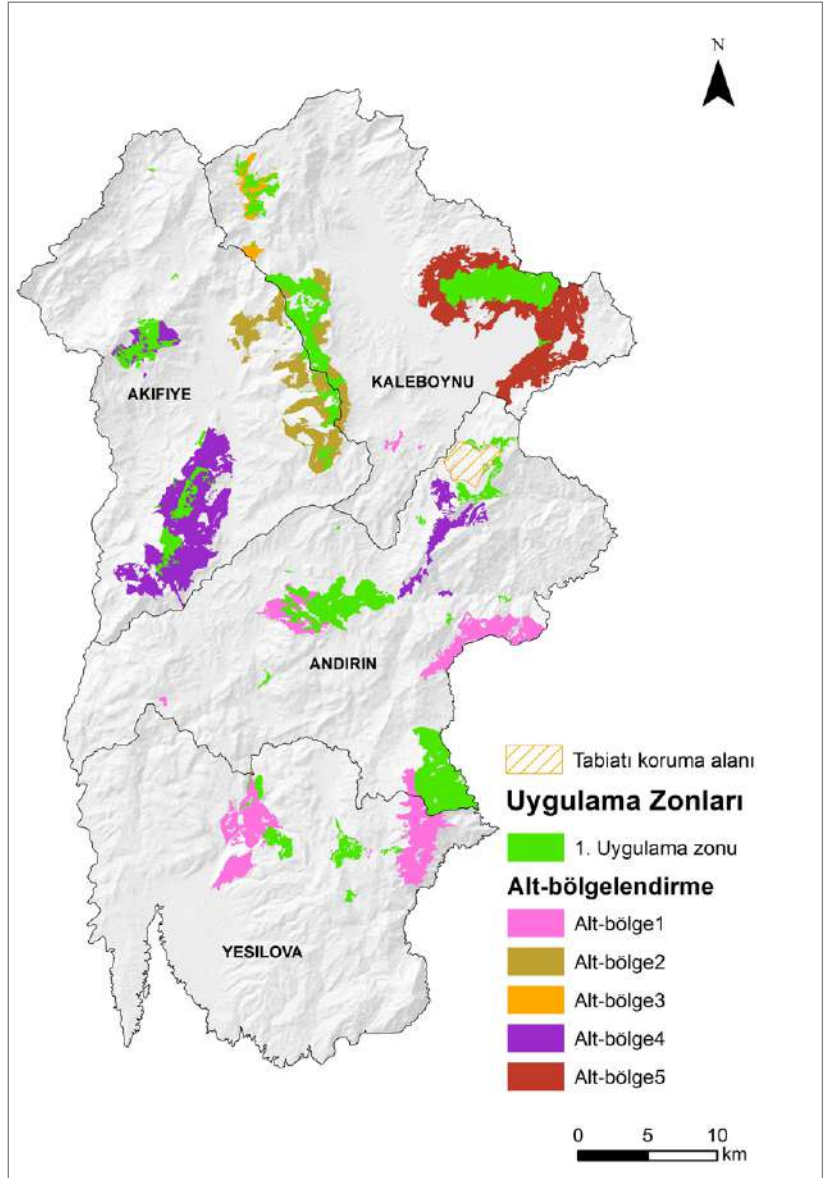 N
KALEBOYNU
AKIFIYE
ANDIRIN
YESILOVA
Tabiatı koruma alanı
Uygulama Zonları
1. Uygulama zonu
Alt-bölgelendirme
Alt-bölge1
Alt-bölge2
Alt-bölge3
Alt-bölge4
Alt-bölge5
0 5 10
km